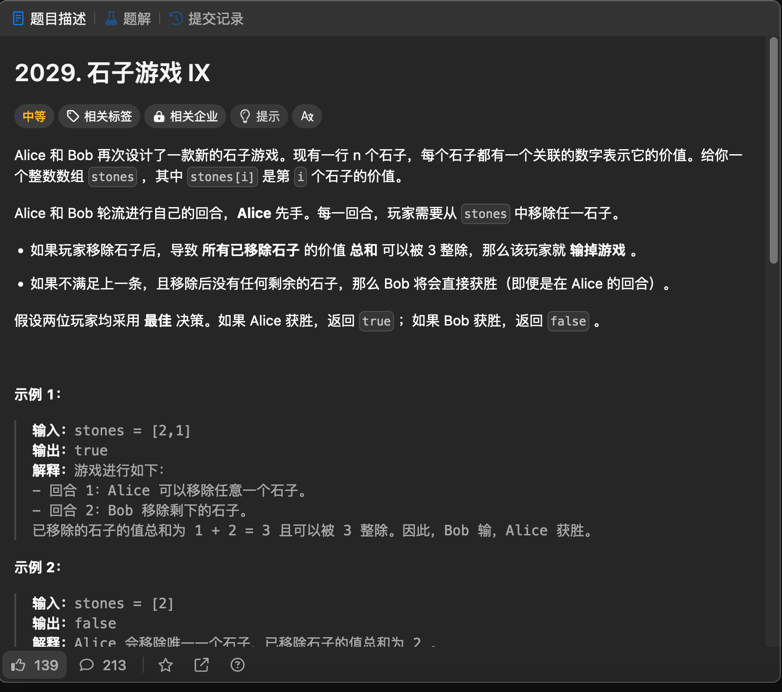 题目描述 题解 提交记录
2029. 石子游戏 IX
中等 相关标签 相关企业 提示
Alice 和 Bob 再次设计了一款新的石子游戏。现有一行 n 个石子，每个石子都有一个关联的数字表示它的价值。给你一
个整数数组 stones ，其中 stones[i] 是第 i 个石子的价值。
Alice 和 Bob 轮流进行自己的回合，Alice 先手。每一回合，玩家需要从 stones 中移除任一石子。
• 如果玩家移除石子后，导致 所有已移除石子 的价值 总和 可以被 3 整除，那么该玩家就 输掉游戏 。
• 如果不满足上一条，且移除后没有任何剩余的石子，那么 Bob 将会直接获胜（即便是在 Alice 的回合）。
假设两位玩家均采用 最佳 决策。如果 Alice 获胜，返回 true ；如果 Bob 获胜，返回 false 。
示例 1：
输入：stones = [2,1]
输出：true
解释：游戏进行如下：
- 回合 1：Alice 可以移除任意一个石子。
- 回合 2：Bob 移除剩下的石子。
已移除的石子的值总和为 1 + 2 = 3 且可以被 3 整除。因此，Bob 输，Alice 获胜。
示例 2：
输入：stones = [2]
输出：false
解释：Alice 会移除唯一一个石子，已移除石子的值总和为 2 。
139 213